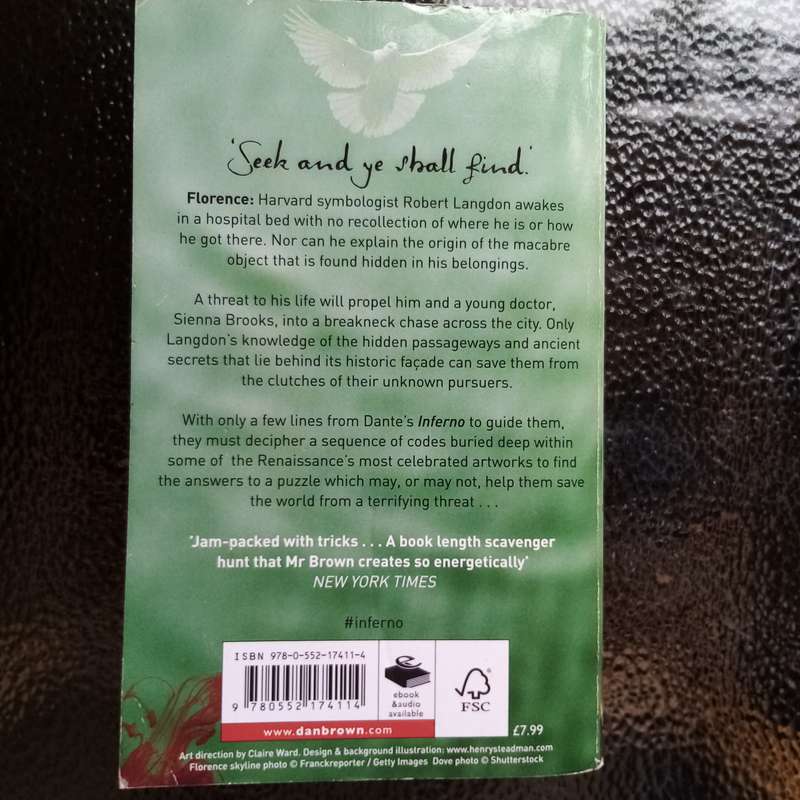 'Seek and ye shall find.'
Florence: Harvard symbologist Robert Langdon awakes
in a hospital bed with no recollection of where he is or how
he got there. Nor can he explain the origin of the macabre
object that is found hidden in his belongings.
A threat to his life will propel him and a young doctor,
Sienna Brooks, into a breakneck chase across the city. Only
Langdon's knowledge of the hidden passageways and ancient
secrets that lie behind its historic façade can save them from
the clutches of their unknown pursuers.
With only a few lines from Dante's Inferno to guide them,
they must decipher a sequence of codes buried deep within
some of the Renaissance's most celebrated artworks to find
the answers to a puzzle which may, or may not, help them save
the world from a terrifying threat . . .
'Jam-packed with tricks . . . A book length scavenger
hunt that Mr Brown creates so energetically'
NEW YORK TIMES
#inferno
ISBN 978-0-552-17411-4
9 780552 174114
ebook
&audio
available
FSC
www.danbrown.com
£7.99
Art direction by Claire Ward. Design & background illustration: www.henrysteadman.com
Florence skyline photo © Franckreporter / Getty Images Dove photo © Shutterstock